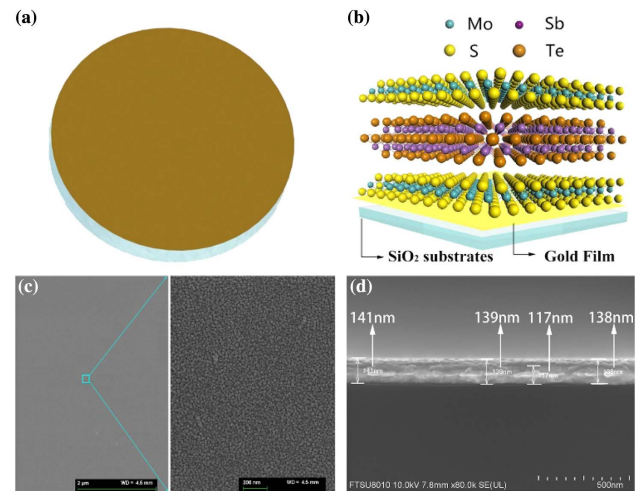 (a)
(b)
Mo
Sb
S
Te
SiO₂ substrates
Gold Film
(c)
2 µm
WD = 4.5 mm
200 nm
WD = 4.5 mm
(d)
141nm
139nm
117nm
138nm
FTSU8010 10.0kV 7.8mm x80.0k SE(UL)
500nm